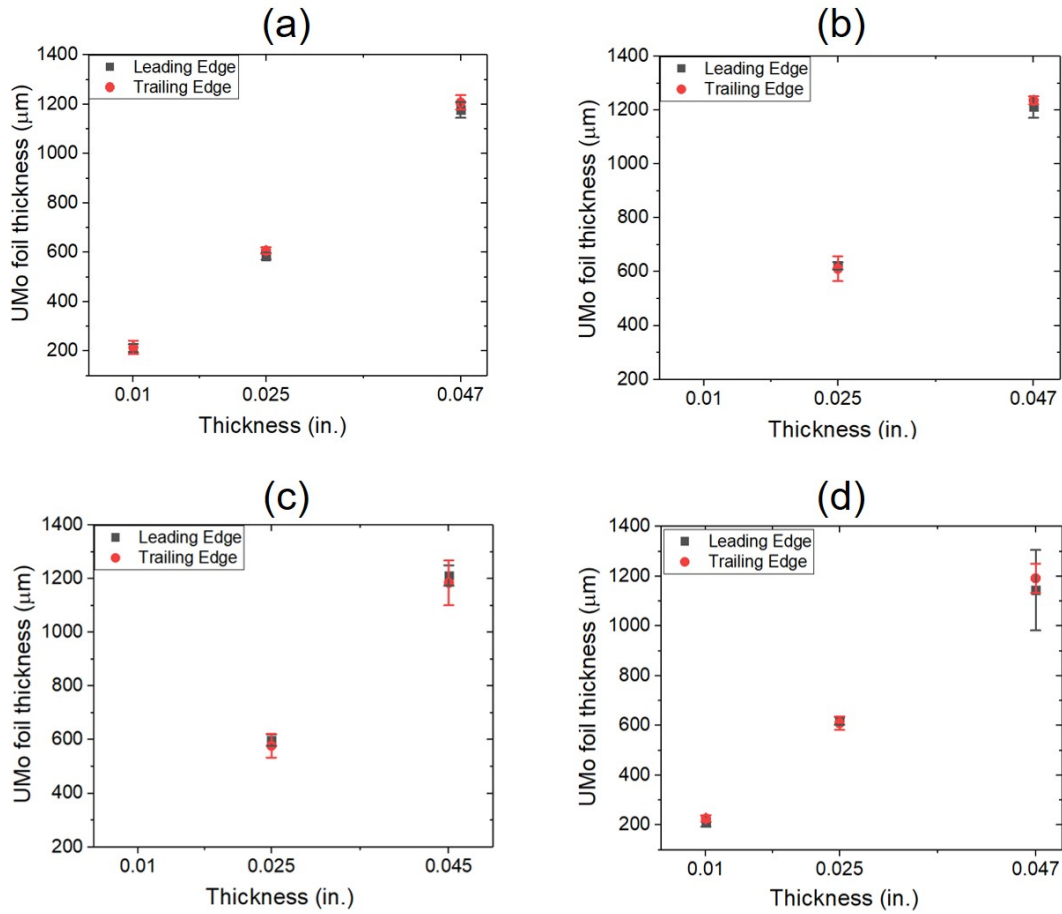 (a)
1400
1200
1000
800
600
400
200
UMo foil thickness (μm)
Leading Edge
Trailing Edge
0.01 0.025 0.047
Thickness (in.)
(b)
1400
1200
1000
800
600
400
200
UMo foil thickness (μm)
Leading Edge
Trailing Edge
0.01 0.025 0.047
Thickness (in.)
(c)
1400
1200
1000
800
600
400
200
UMo foil thickness (μm)
Leading Edge
Trailing Edge
0.01 0.025 0.045
Thickness (in.)
(d)
1400
1200
1000
800
600
400
200
UMo foil thickness (μm)
Leading Edge
Trailing Edge
0.01 0.025 0.047
Thickness (in.)